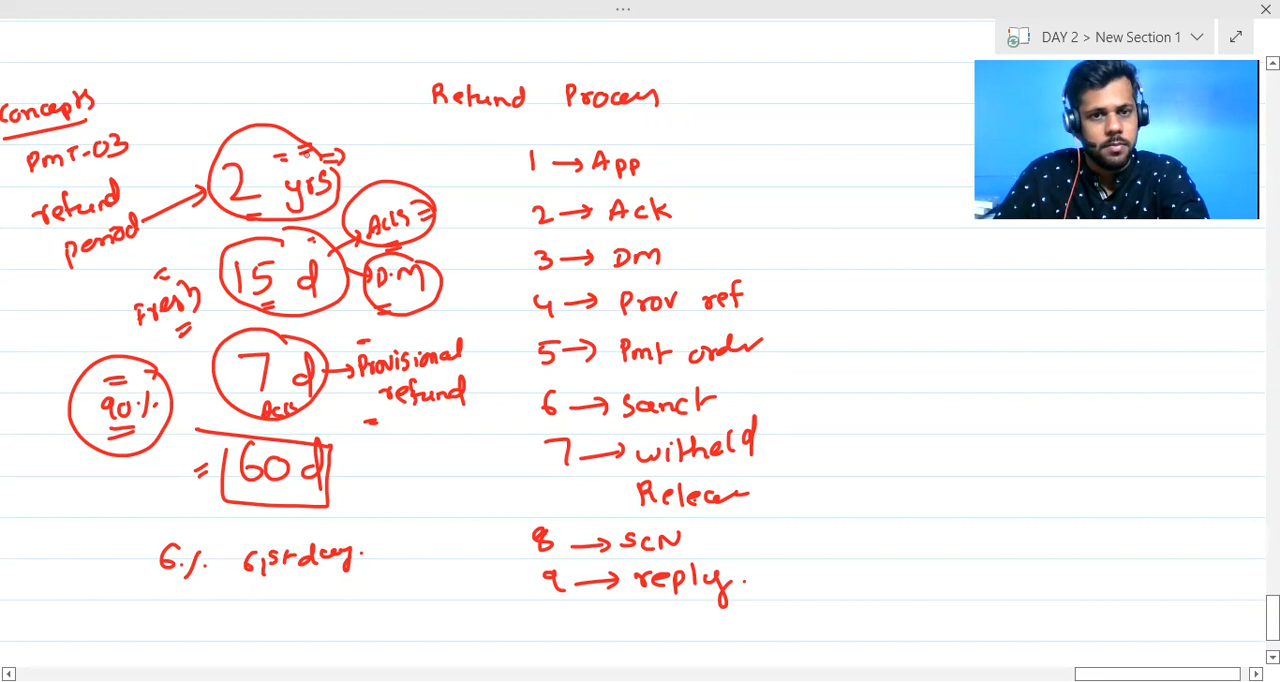 DAY 2 > New Section 1
Concepts
PMT-03
refund
period
2 yrs
15 d
Ack
D.M
Fresh
7 d
Ack
Provisional
refund
90%
= 60 d
6% 61st day.
Refund Process
1 → App
2 → Ack
3 → DM
4 → Prov ref
5 → Pmt order
6 → Sanct
7 → witheld
Release
8 → SCN
9 → reply.